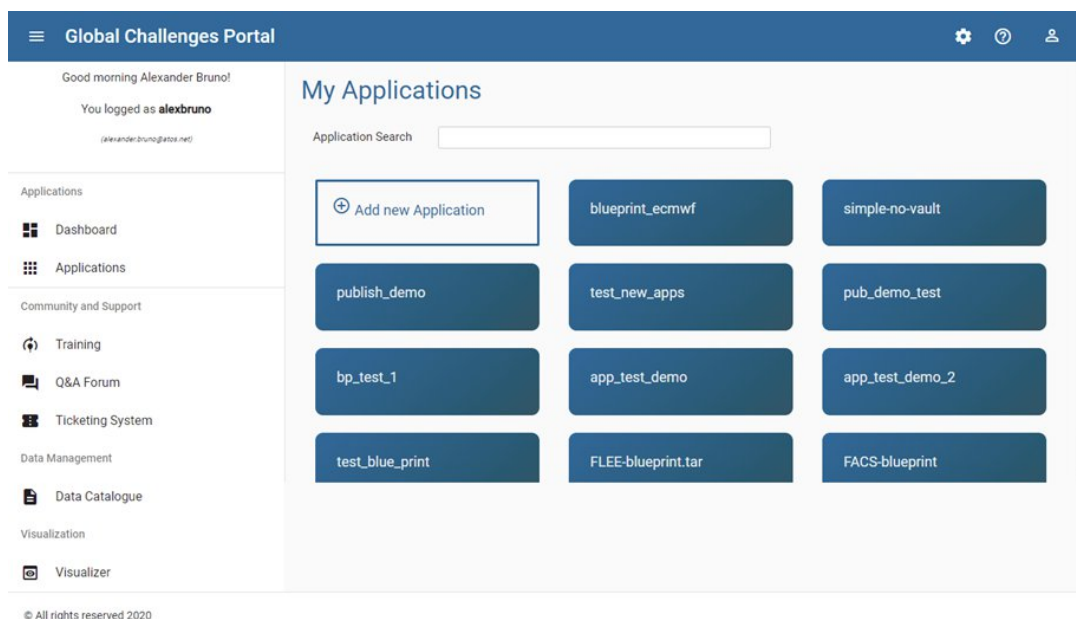 Global Challenges Portal
Good morning Alexander Bruno!
You logged as alexbruno
(alexander.bruno@atos.net)
Applications
Dashboard
Applications
Community and Support
Training
Q&A Forum
Ticketing System
Data Management
Data Catalogue
Visualization
Visualizer
My Applications
Application Search
Add new Application
blueprint_ecmwf
simple-no-vault
publish_demo
test_new_apps
pub_demo_test
bp_test_1
app_test_demo
app_test_demo_2
test_blue_print
FLEE-blueprint.tar
FACS-blueprint
© All rights reserved 2020